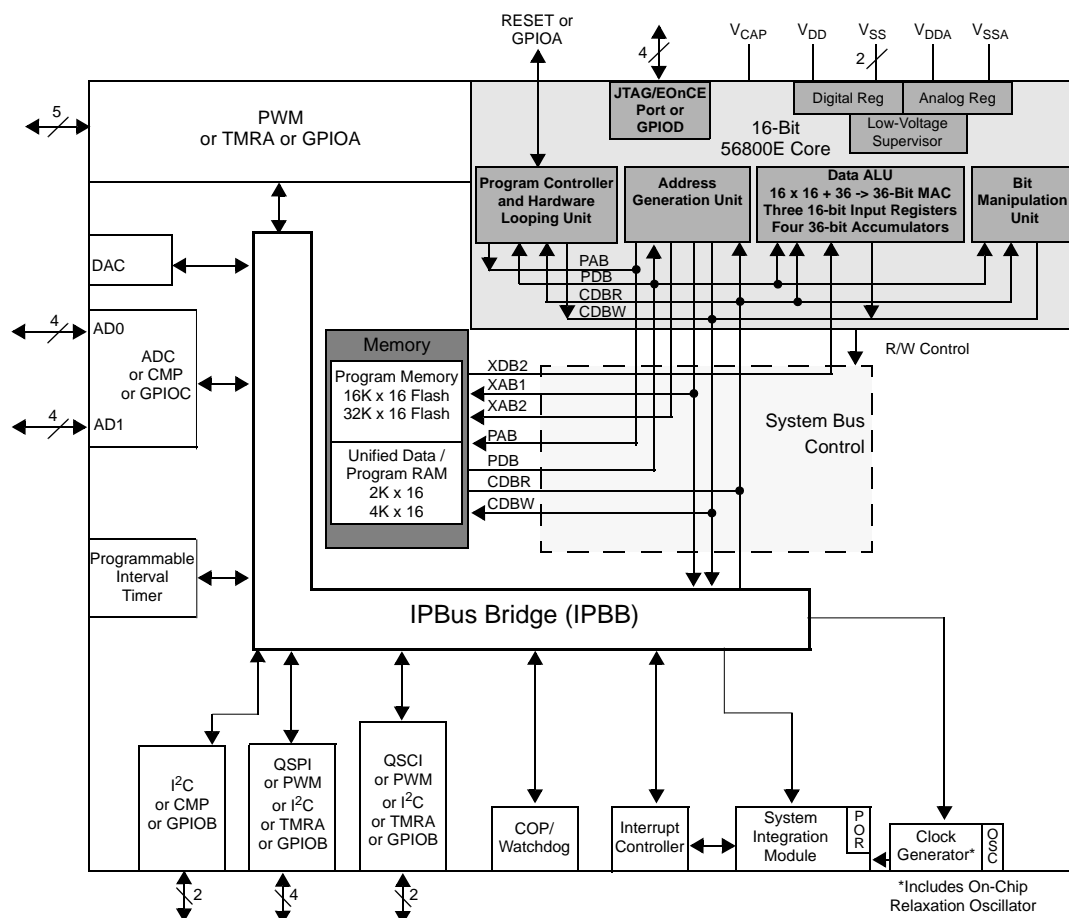 RESET or
GPIOA
4
VCAP
VDD
VSS
2
VDDA
VSSA
5
PWM
or TMRA or GPIOA
JTAG/EOnCE
Port or
GPIOD
16-Bit
56800E Core
Digital Reg
Analog Reg
Low-Voltage
Supervisor
Program Controller
and Hardware
Looping Unit
Address
Generation Unit
Data ALU
16 x 16 + 36 -> 36-Bit MAC
Three 16-bit Input Registers
Four 36-bit Accumulators
Bit
Manipulation
Unit
PAB
PDB
CDBR
CDBW
DAC
4
AD0
ADC
or CMP
or GPIOC
4
AD1
Memory
Program Memory
16K x 16 Flash
32K x 16 Flash
Unified Data /
Program RAM
2K x 16
4K x 16
XDB2
XAB1
XAB2
PAB
PDB
CDBR
CDBW
R/W Control
System Bus
Control
Programmable
Interval
Timer
IPBus Bridge (IPBB)
I2C
or CMP
or GPIOB
2
QSPI
or PWM
or I2C
or TMRA
or GPIOB
4
QSCI
or PWM
or I2C
or TMRA
or GPIOB
2
COP/
Watchdog
Interrupt
Controller
System
Integration
Module
POR
Clock
Generator*
OSC
*Includes On-Chip
Relaxation Oscillator